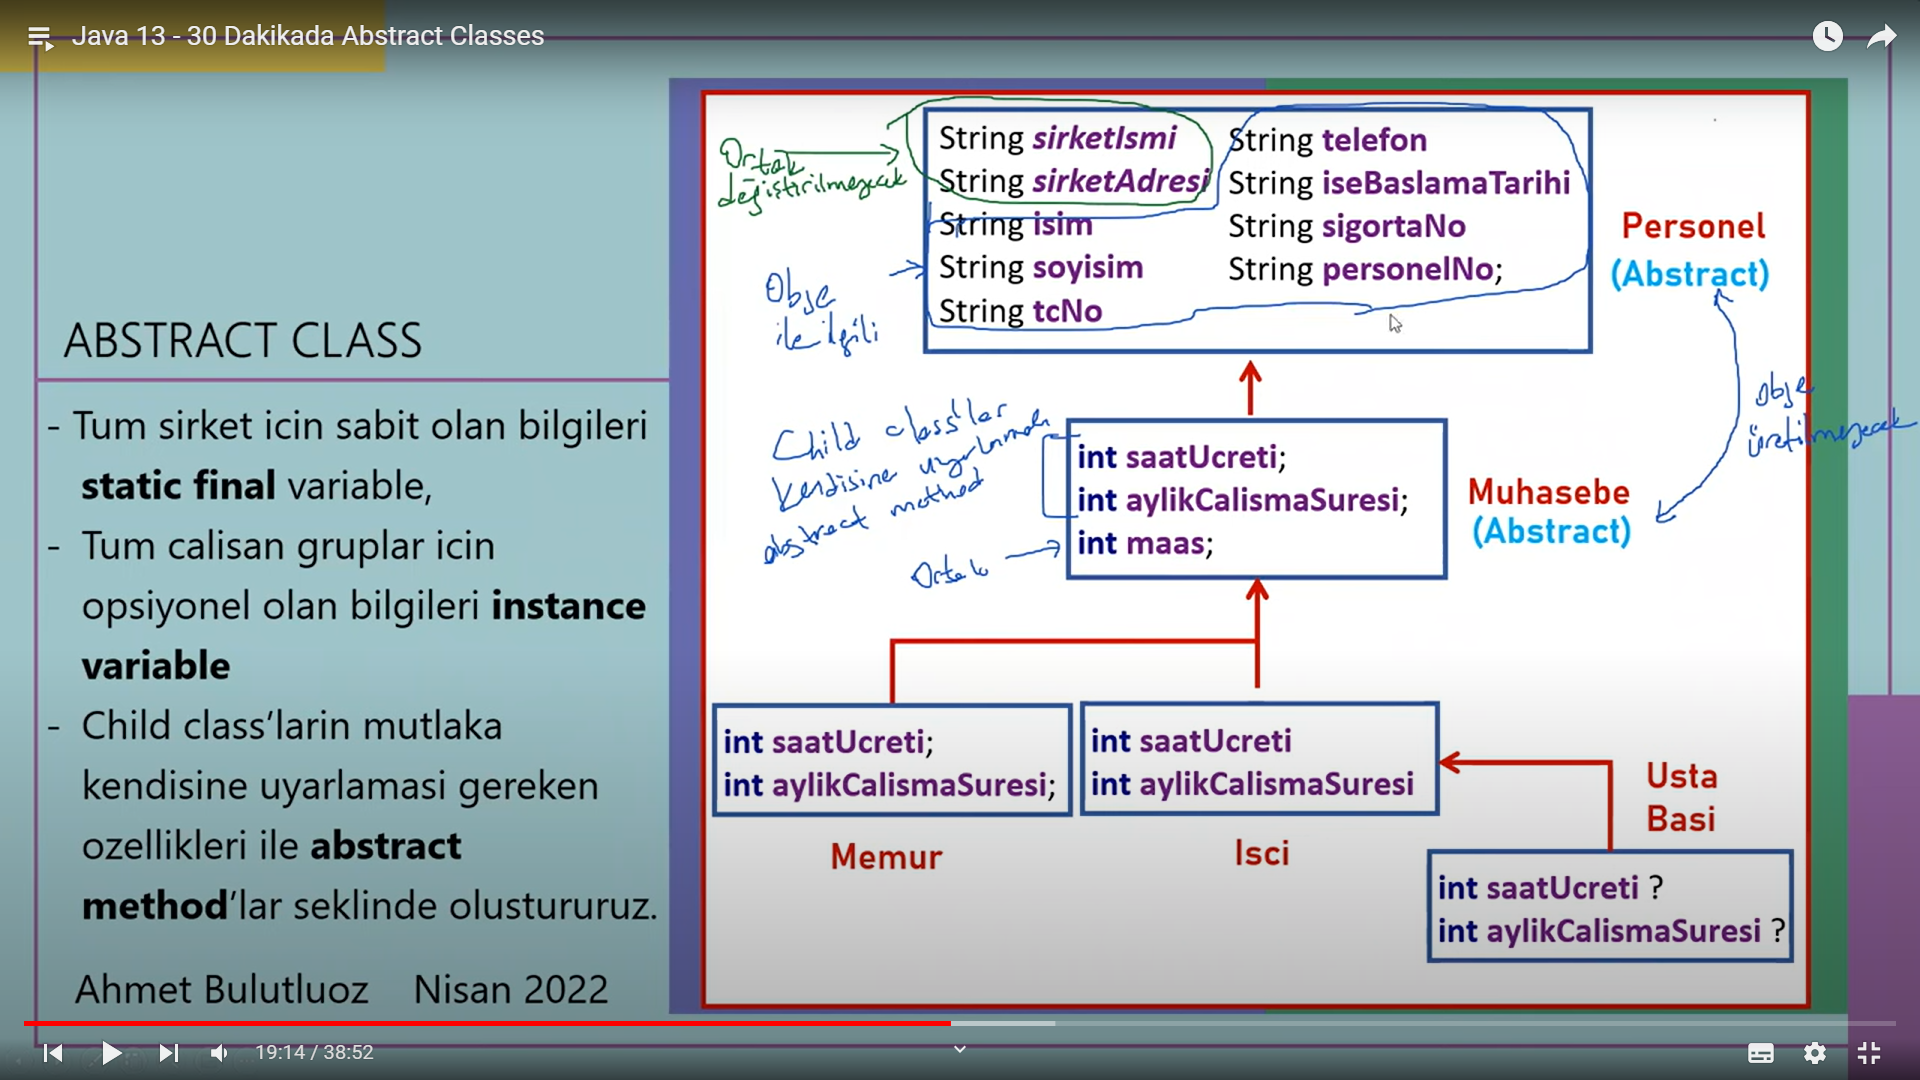 Java 13 - 30 Dakikada Abstract Classes
ABSTRACT CLASS
- Tum sirket icin sabit olan bilgileri
static final variable,
- Tum calisan gruplar icin
opsiyonel olan bilgileri instance
variable
- Child class'larin mutlaka
kendisine uyarlamasi gereken
ozellikleri ile abstract
method'lar seklinde olustururuz.
Ahmet Bulutluoz Nisan 2022
Ortak
değiştirilmeyecek
String sirketIsmi
String sirketAdresi
String isim
String soyisim
String tcNo
String telefon
String iseBaslamaTarihi
String sigortaNo
String personelNo;
Obje
ile ilgili
Personel
(Abstract)
Obje
üretilmeyecek
Child class'lar
kendisine uyarlamalı
abstract method
Ortak
int saatUcreti;
int aylikCalismaSuresi;
int maas;
Muhasebe
(Abstract)
int saatUcreti;
int aylikCalismaSuresi;
Memur
int saatUcreti
int aylikCalismaSuresi
Isci
Usta
Basi
int saatUcreti ?
int aylikCalismaSuresi ?
19:14 / 38:52